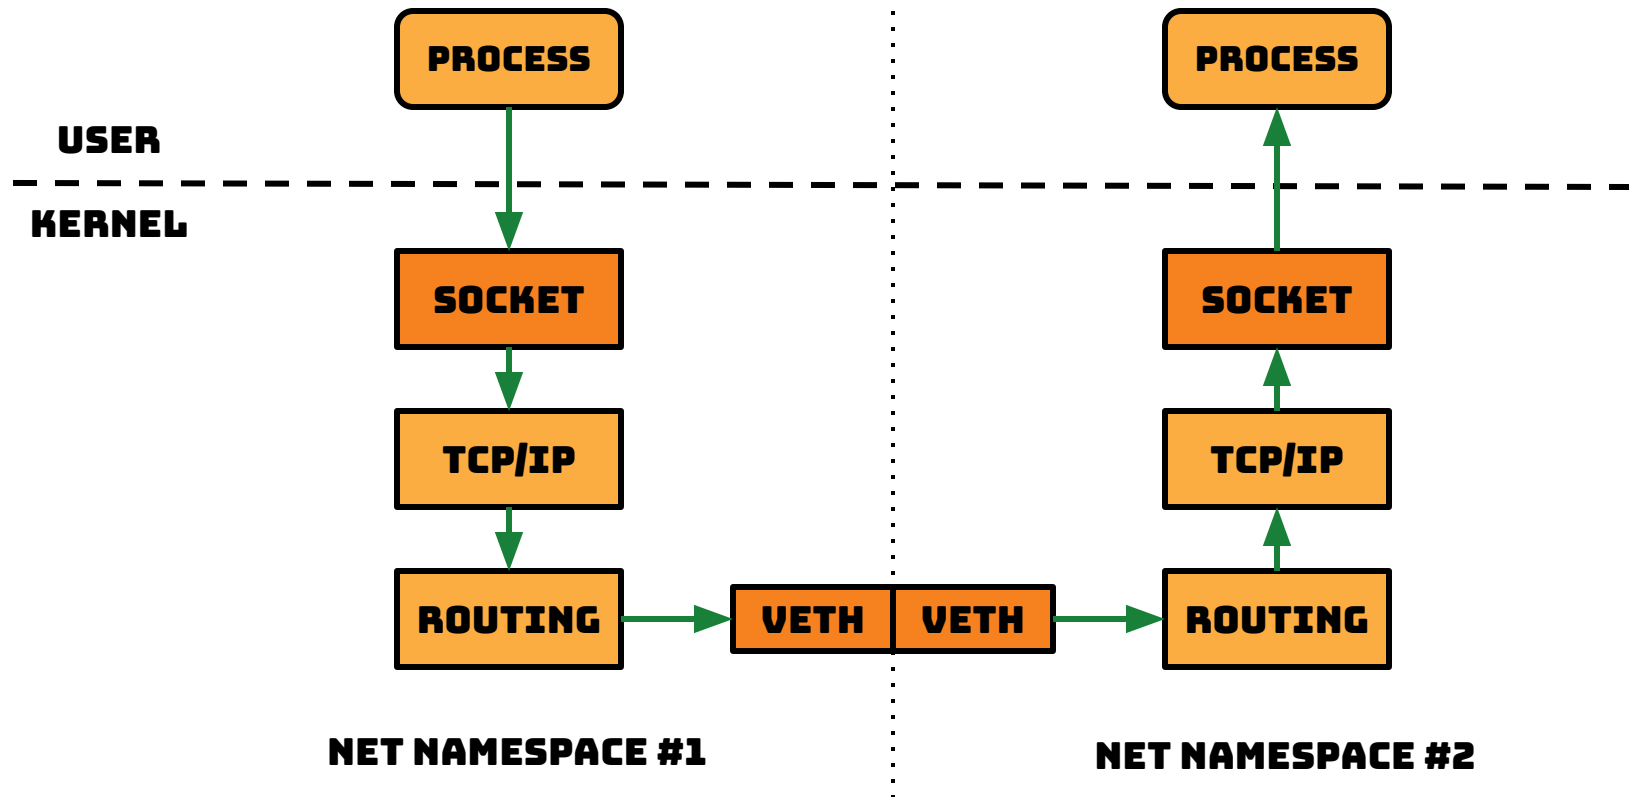 PROCESS
PROCESS
USER
KERNEL
SOCKET
SOCKET
TCP/IP
TCP/IP
ROUTING
VETH
VETH
ROUTING
NET NAMESPACE #1
NET NAMESPACE #2